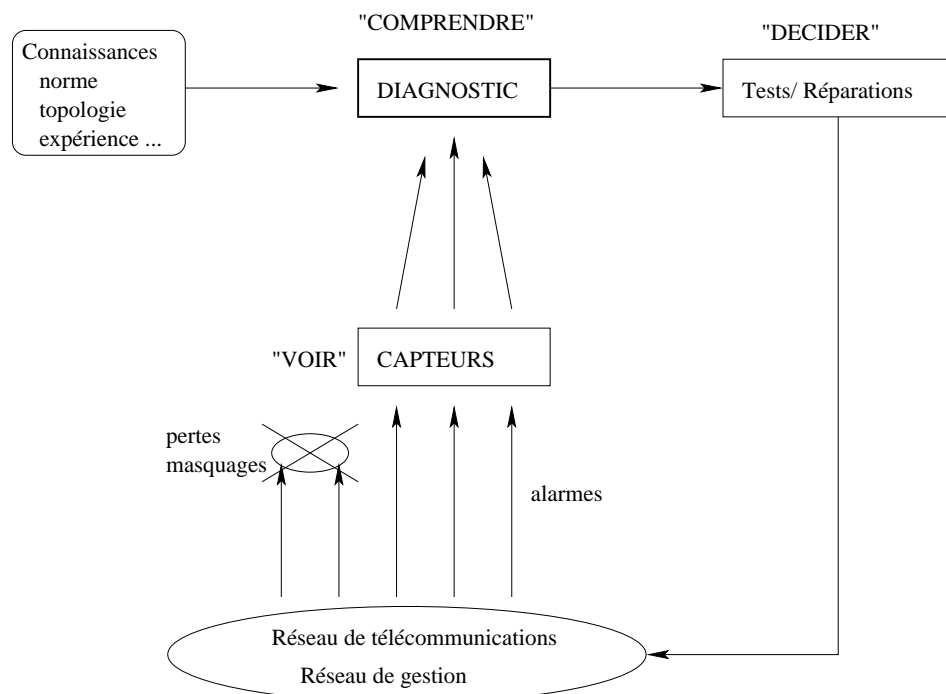 "COMPRENDRE"
"DECIDER"
Connaissances
norme
topologie
expérience ...
DIAGNOSTIC
Tests/ Réparations
"VOIR"
CAPTEURS
pertes
masquages
alarmes
Réseau de télécommunications
Réseau de gestion